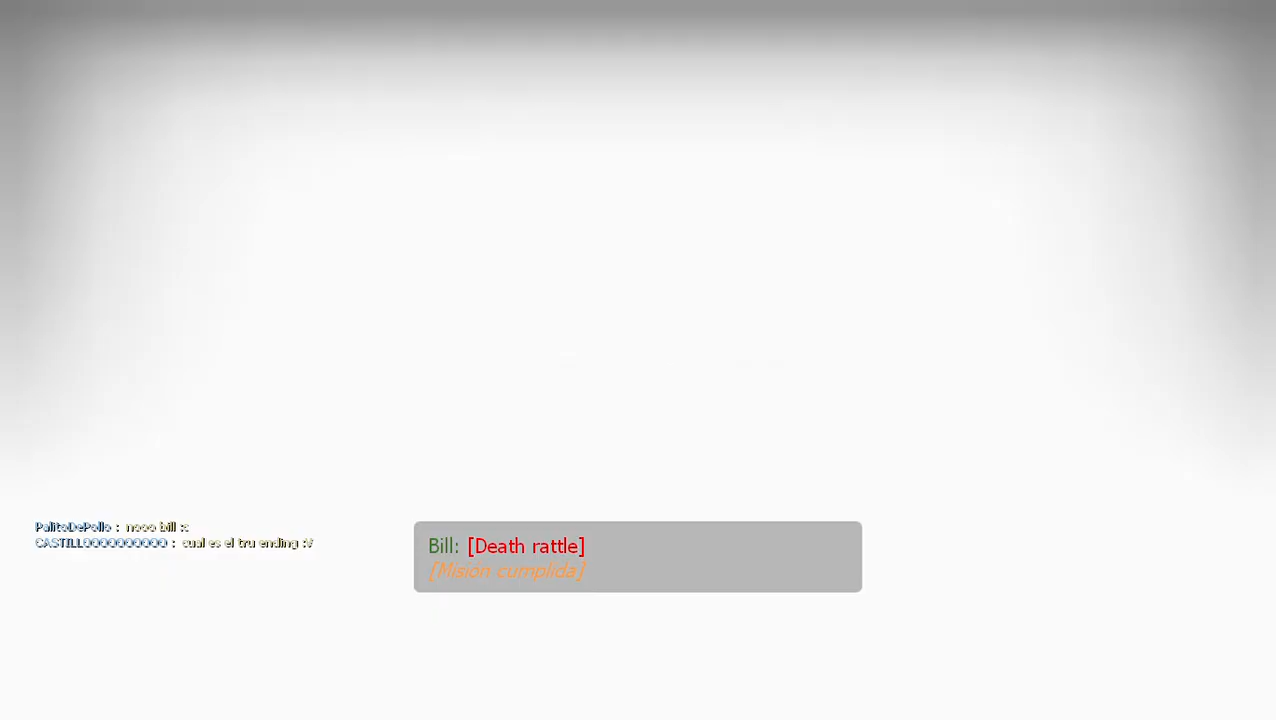 PalitoDePollo : nooo bill :c
CASTILLOOOOOOOOOO : cual es el tru ending :v
Bill: [Death rattle]
[Misión cumplida]